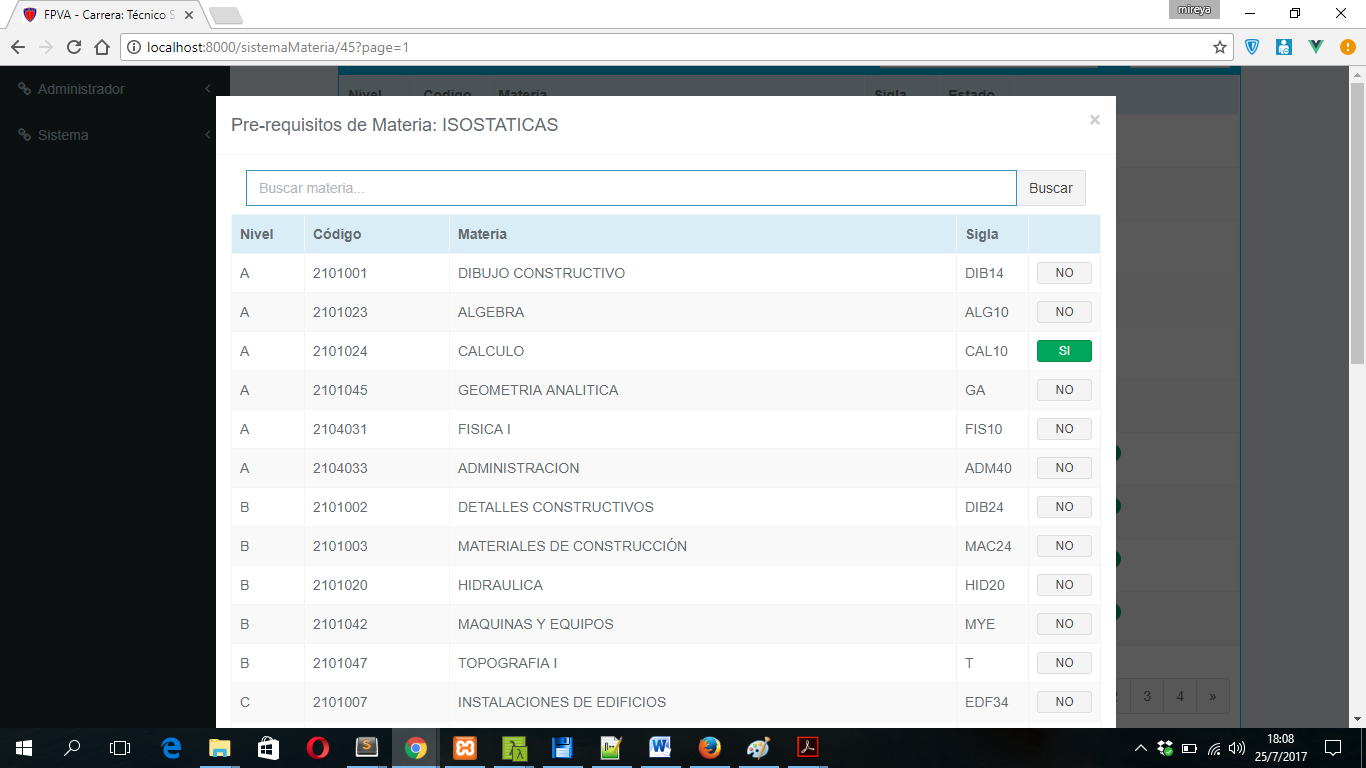 FPVA - Carrera: Técnico S
mireya
localhost:8000/sistemaMateria/45?page=1
Administrador
Sistema
Nivel Codigo Materia Sigla Estado
Pre-requisitos de Materia: ISOSTATICAS ×
Buscar materia... Buscar
Nivel Código Materia Sigla
A 2101001 DIBUJO CONSTRUCTIVO DIB14 NO
A 2101023 ALGEBRA ALG10 NO
A 2101024 CALCULO CAL10 SI
A 2101045 GEOMETRIA ANALITICA GA NO
A 2104031 FISICA I FIS10 NO
A 2104033 ADMINISTRACION ADM40 NO
B 2101002 DETALLES CONSTRUCTIVOS DIB24 NO
B 2101003 MATERIALES DE CONSTRUCCIÓN MAC24 NO
B 2101020 HIDRAULICA HID20 NO
B 2101042 MAQUINAS Y EQUIPOS MYE NO
B 2101047 TOPOGRAFIA I T NO
C 2101007 INSTALACIONES DE EDIFICIOS EDF34 NO
3 4 »
18:08
25/7/2017